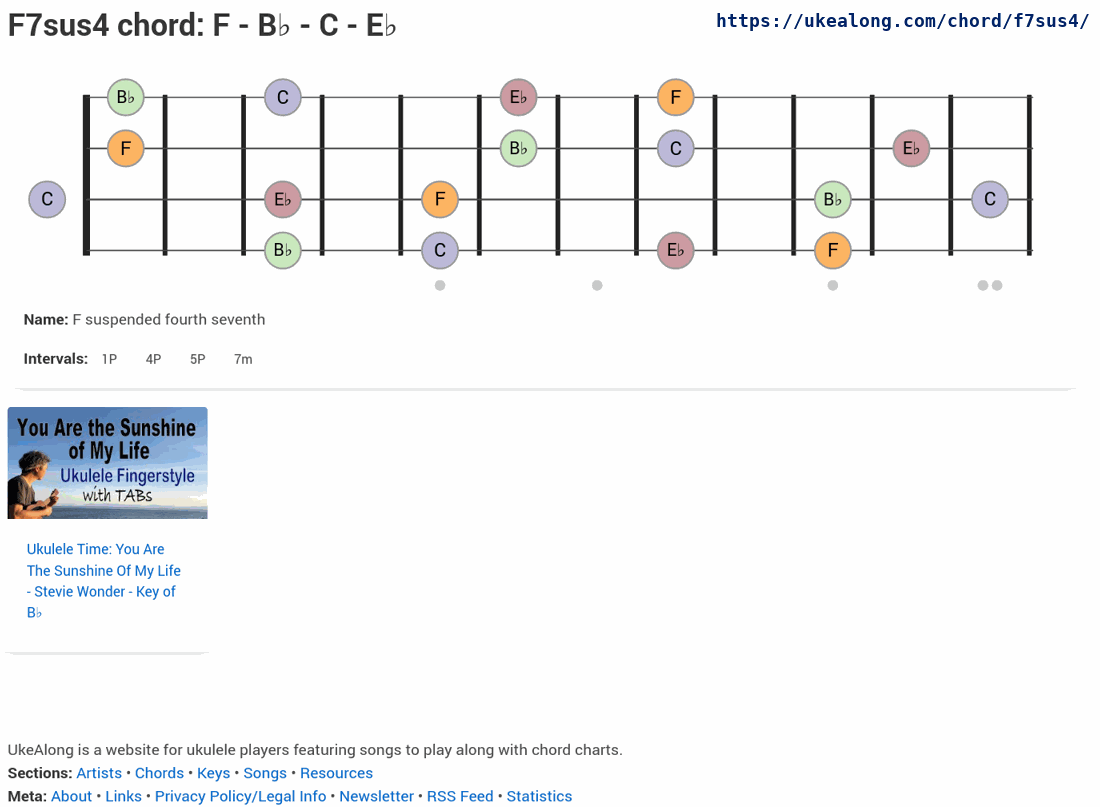 F7sus4 chord: F - B♭ - C - E♭
https://ukealong.com/chord/f7sus4/
B♭ C E♭ F
F B♭ C E♭
C E♭ F B♭ C
B♭ C E♭ F
Name: F suspended fourth seventh
Intervals: 1P 4P 5P 7m
You Are the Sunshine
of My Life
Ukulele Fingerstyle
with TABs
Ukulele Time: You Are
The Sunshine Of My Life
- Stevie Wonder - Key of
B♭
UkeAlong is a website for ukulele players featuring songs to play along with chord charts.
Sections: Artists • Chords • Keys • Songs • Resources
Meta: About • Links • Privacy Policy/Legal Info • Newsletter • RSS Feed • Statistics